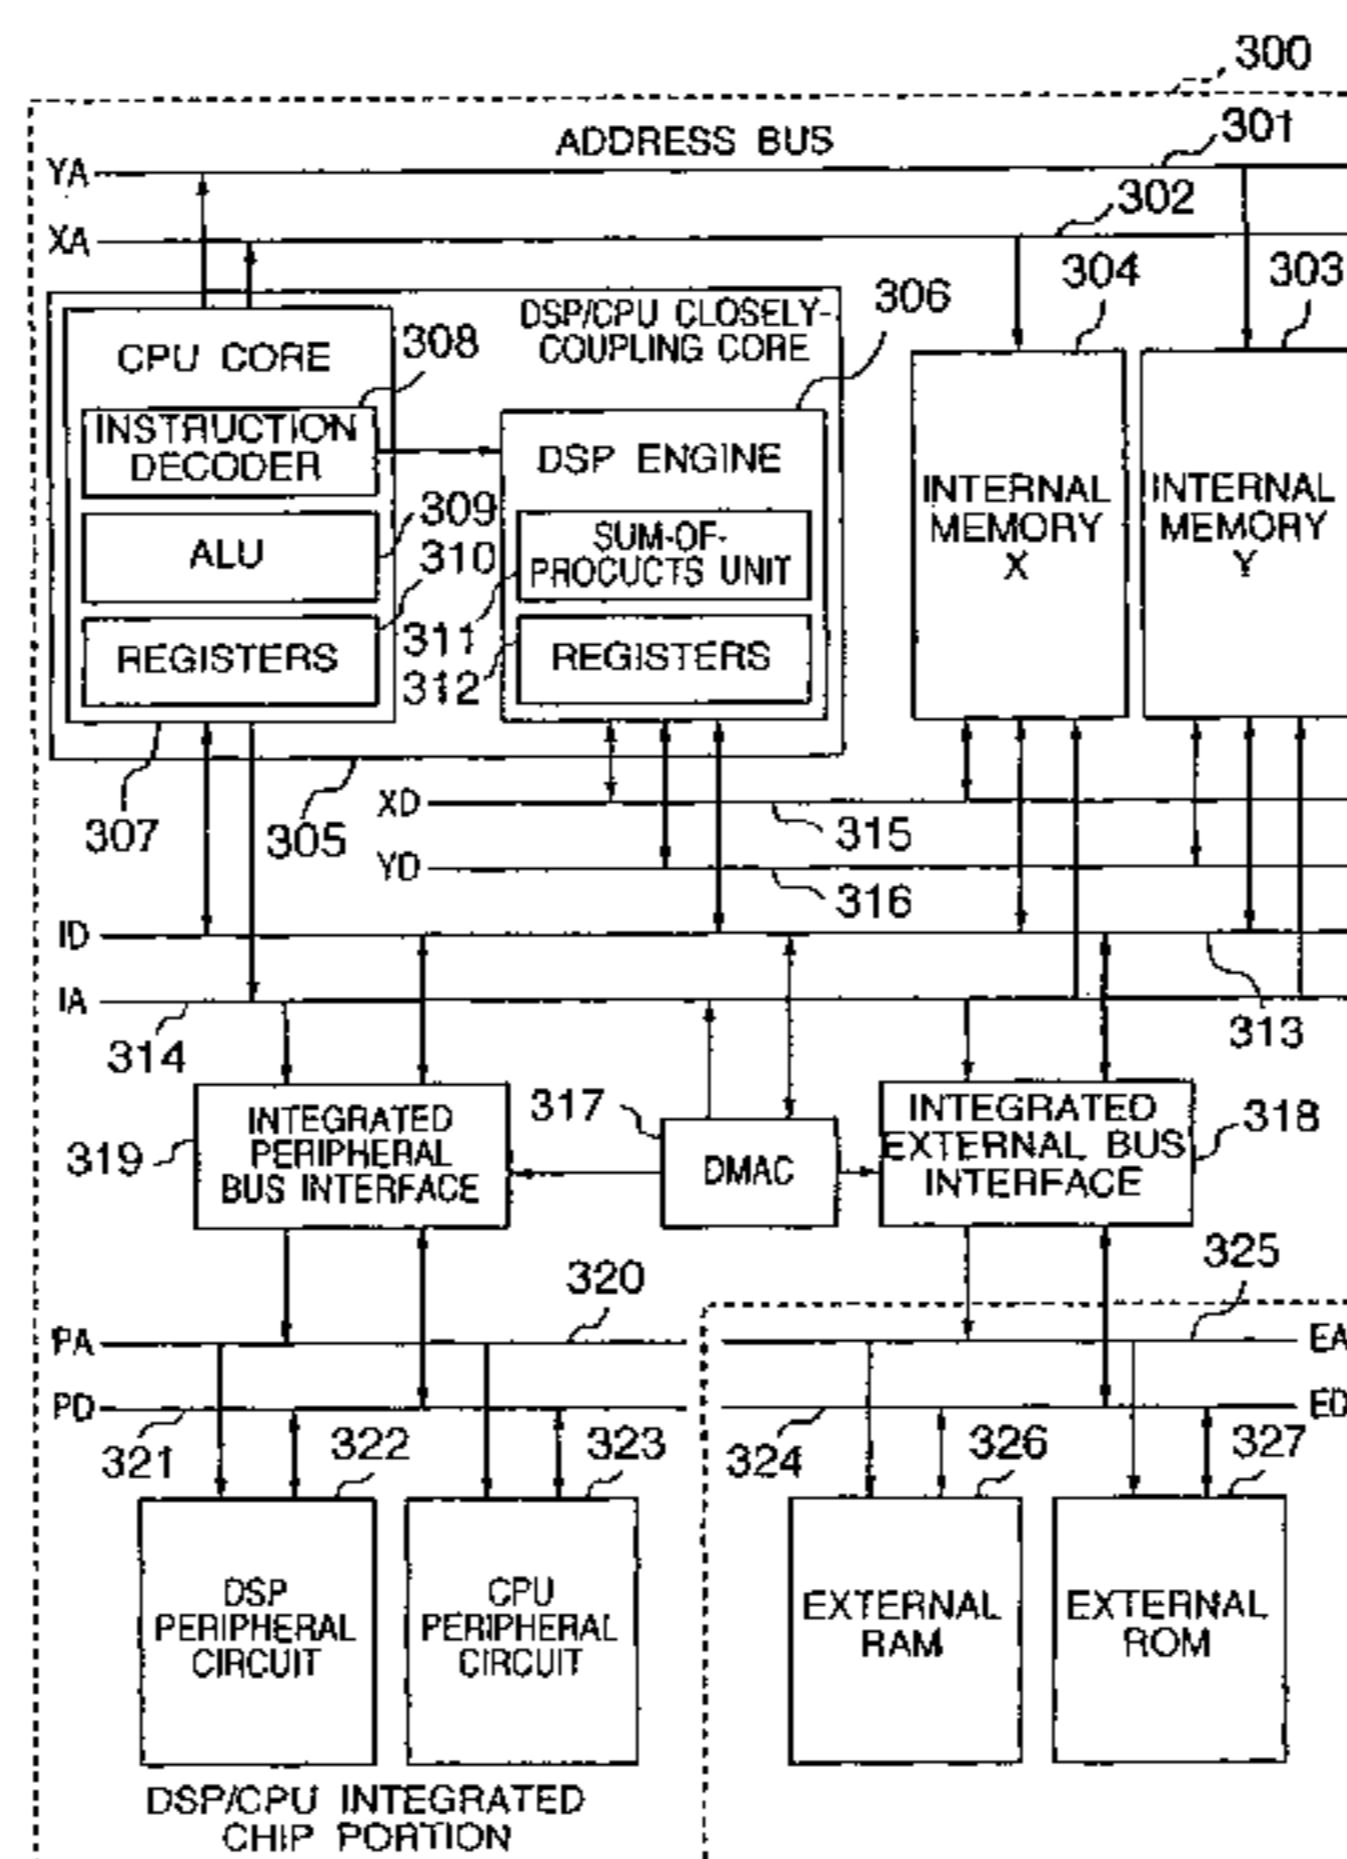 300
ADDRESS BUS
301
YA
302
XA
304
303
306
DSP/CPU CLOSELY-
COUPLING CORE
CPU CORE
308
INSTRUCTION
DECODER
DSP ENGINE
INTERNAL
MEMORY
X
INTERNAL
MEMORY
Y
309
ALU
310
SUM-OF-
PROCUCTS UNIT
311
REGISTERS
312
REGISTERS
307
305
XD
315
YD
316
ID
IA
314
313
INTEGRATED
PERIPHERAL
BUS INTERFACE
319
317
DMAC
INTEGRATED
EXTERNAL BUS
INTERFACE
318
320
325
PA
EA
PD
ED
321
322
323
324
326
327
DSP
PERIPHERAL
CIRCUIT
CPU
PERIPHERAL
CIRCUIT
EXTERNAL
RAM
EXTERNAL
ROM
DSP/CPU INTEGRATED
CHIP PORTION